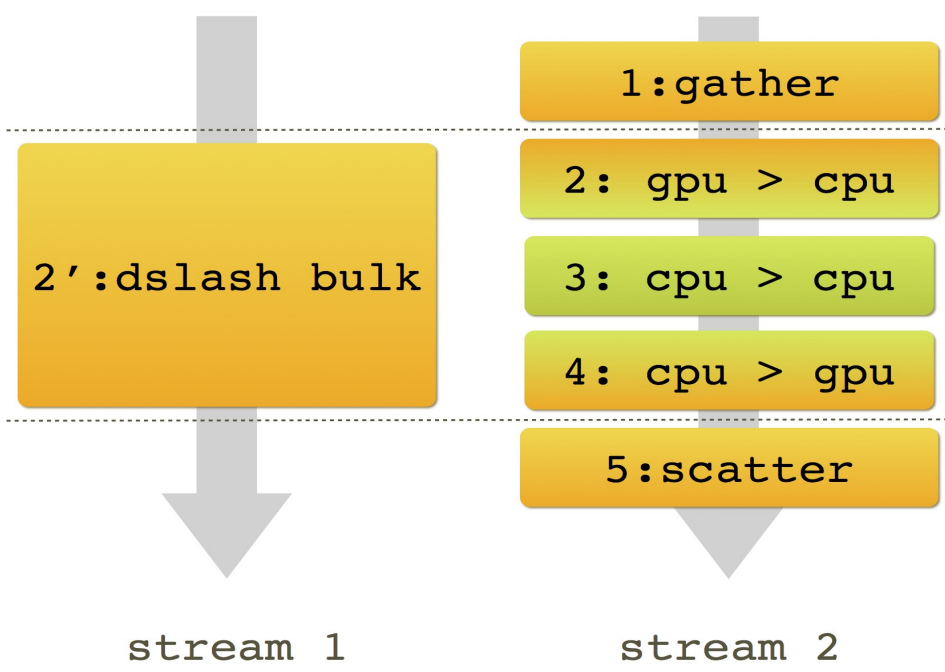 1:gather
2: gpu > cpu
2′:dslash bulk
3: cpu > cpu
4: cpu > gpu
5:scatter
stream 1
stream 2